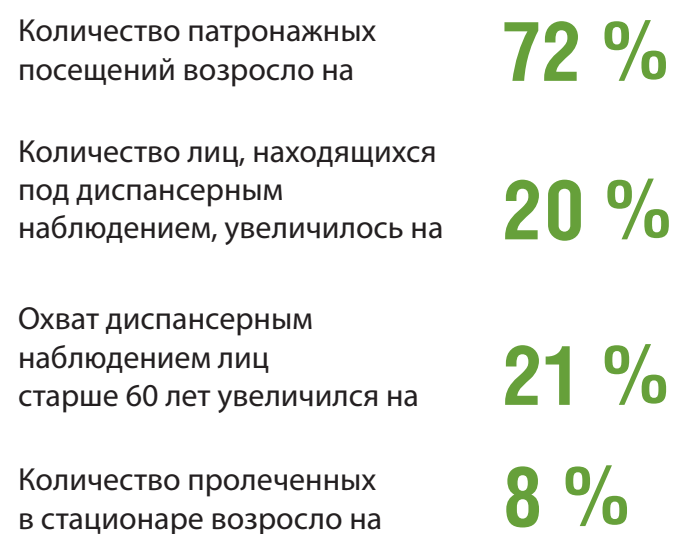 Количество патронажных
посещений возросло на
72 %
Количество лиц, находящихся
под диспансерным
наблюдением, увеличилось на
20 %
Охват диспансерным
наблюдением лиц
старше 60 лет увеличился на
21 %
Количество пролеченных
в стационаре возросло на
8 %